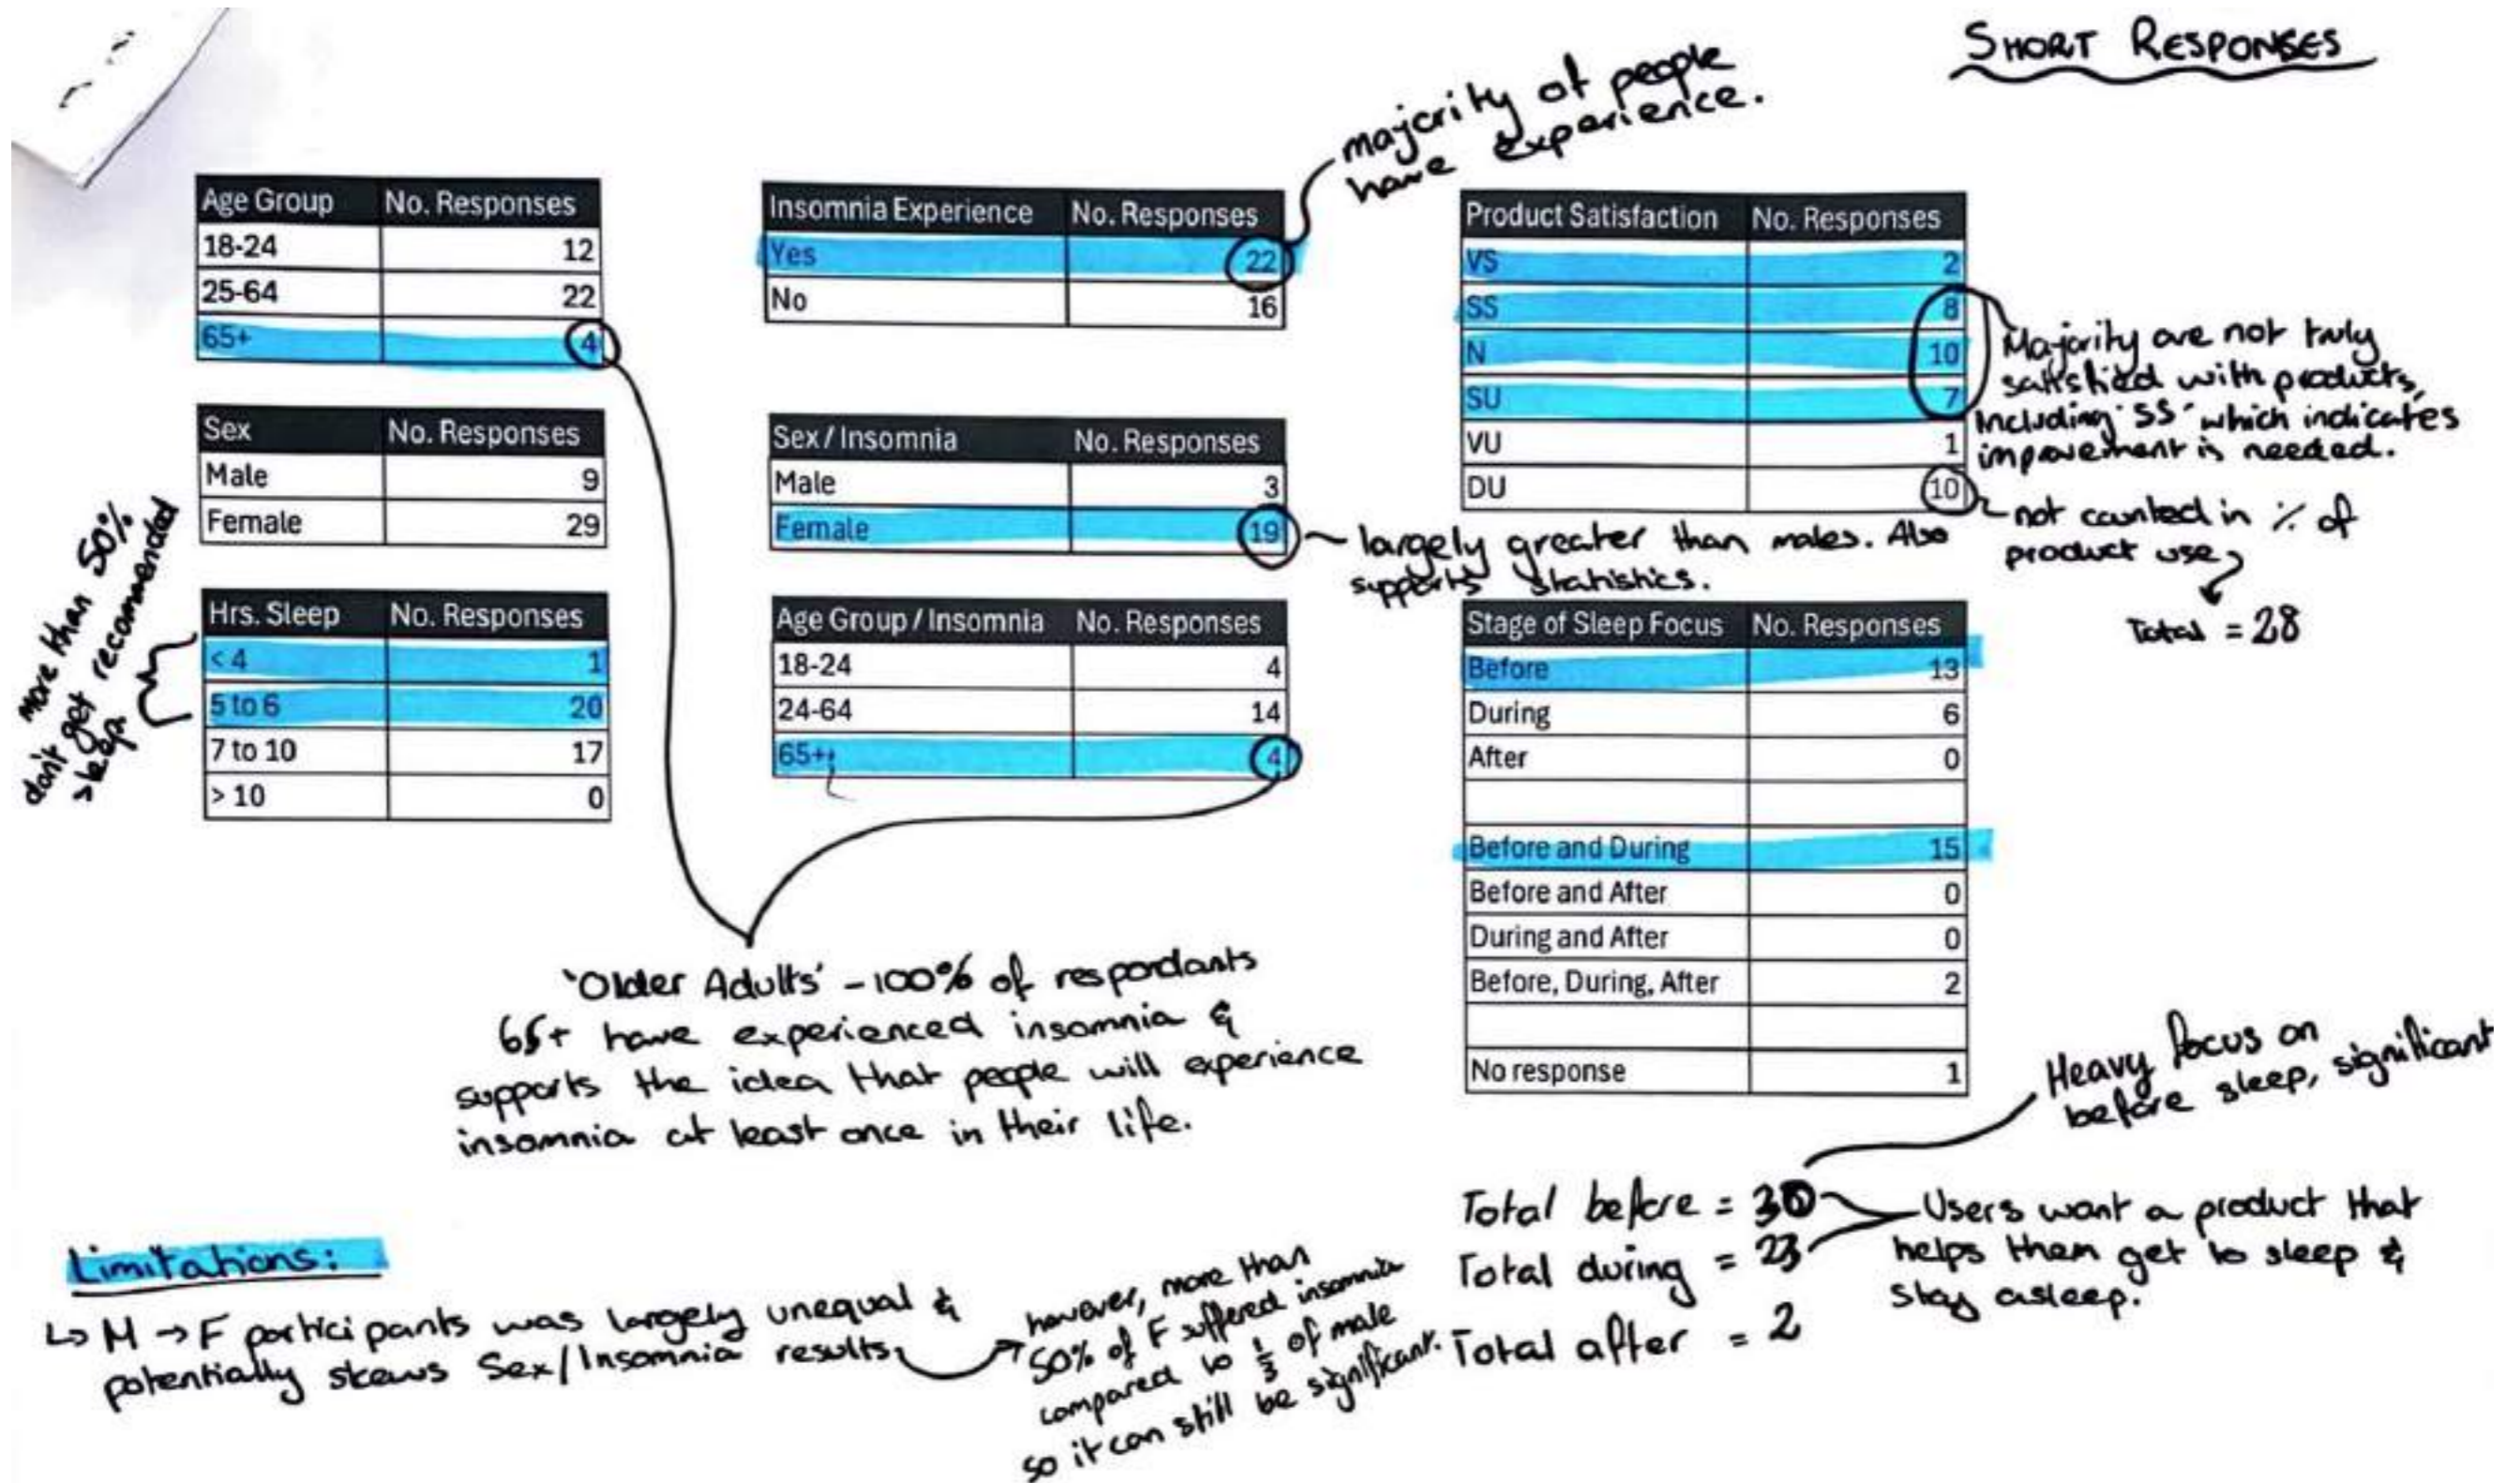 SHORT RESPONSES
Age Group No. Responses
18-24 12
25-64 22
65+ 4
Sex No. Responses
Male 9
Female 29
Hrs. Sleep No. Responses
< 4 1
5 to 6 20
7 to 10 17
> 10 0
more than 50%
don't get recommended
sleep.
Insomnia Experience No. Responses
Yes 22
No 16
majority of people
have experience.
Sex / Insomnia No. Responses
Male 3
Female 19
largely greater than males. Also
supports statistics.
Age Group / Insomnia No. Responses
18-24 4
24-64 14
65+ 4
'Older Adults' - 100% of respondants
65+ have experienced insomnia &
supports the idea that people will experience
insomnia at least once in their life.
Product Satisfaction No. Responses
VS 2
SS 8
N 10
SU 7
VU 1
DU 10
Majority are not truly
satisfied with products,
including 'SS' which indicates
improvement is needed.
not counted in % of
product use
Total = 28
Stage of Sleep Focus No. Responses
Before 13
During 6
After 0
Before and During 15
Before and After 0
During and After 0
Before, During, After 2
No response 1
Heavy focus on
before sleep, significant
Total before = 30
Total during = 23
Total after = 2
Users want a product that
helps them get to sleep &
stay asleep.
Limitations:
↳ M → F participants was largely unequal &
potentially skews Sex/Insomnia results.
however, more than
50% of F suffered insomnia
compared to 1/3 of male
so it can still be significant.